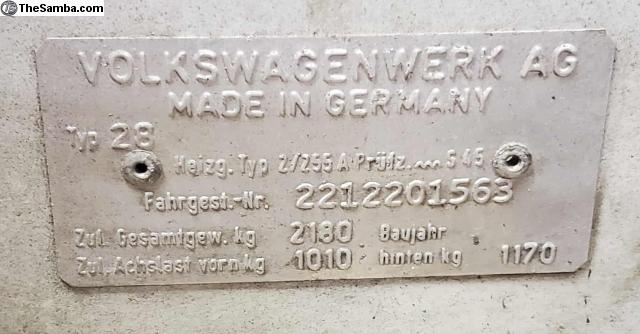 TheSamba.com
VOLKSWAGENWERK AG
MADE IN GERMANY
Typ 28
Heizg. Typ 2/255 A Prüfz. S 45
Fahrgest.-Nr. 2212201563
Zul. Gesamtgew. kg 2180 Baujahr
Zul. Achslast vorn kg 1010 hinten kg 1170